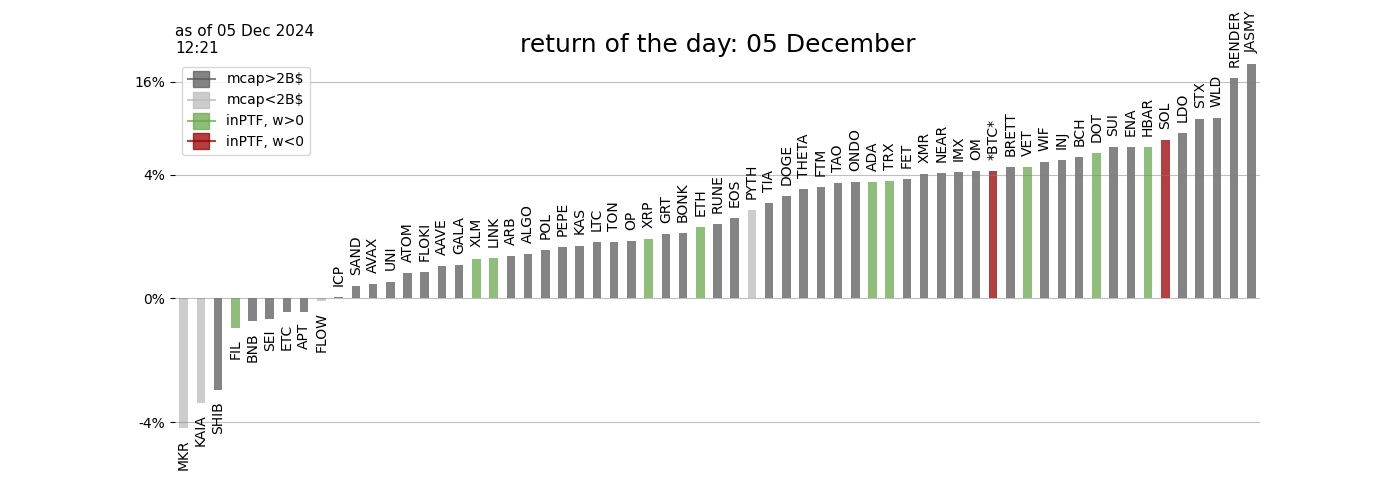 as of 05 Dec 2024
12:21
return of the day: 05 December
mcap>2B$
mcap<2B$
inPTF, w>0
inPTF, w<0
16%
4%
0%
-4%
MKR
KAIA
SHIB
FIL
BNB
SEI
ETC
APT
FLOW
ICP
SAND
AVAX
UNI
ATOM
FLOKI
AAVE
GALA
XLM
LINK
ARB
ALGO
POL
PEPE
KAS
LTC
TON
OP
XRP
GRT
BONK
ETH
RUNE
EOS
PYTH
TIA
DOGE
THETA
FTM
TAO
ONDO
ADA
TRX
FET
XMR
NEAR
IMX
OM
*BTC*
BRETT
VET
WIF
INJ
BCH
DOT
SUI
ENA
HBAR
SOL
LDO
STX
WLD
RENDER
JASMY